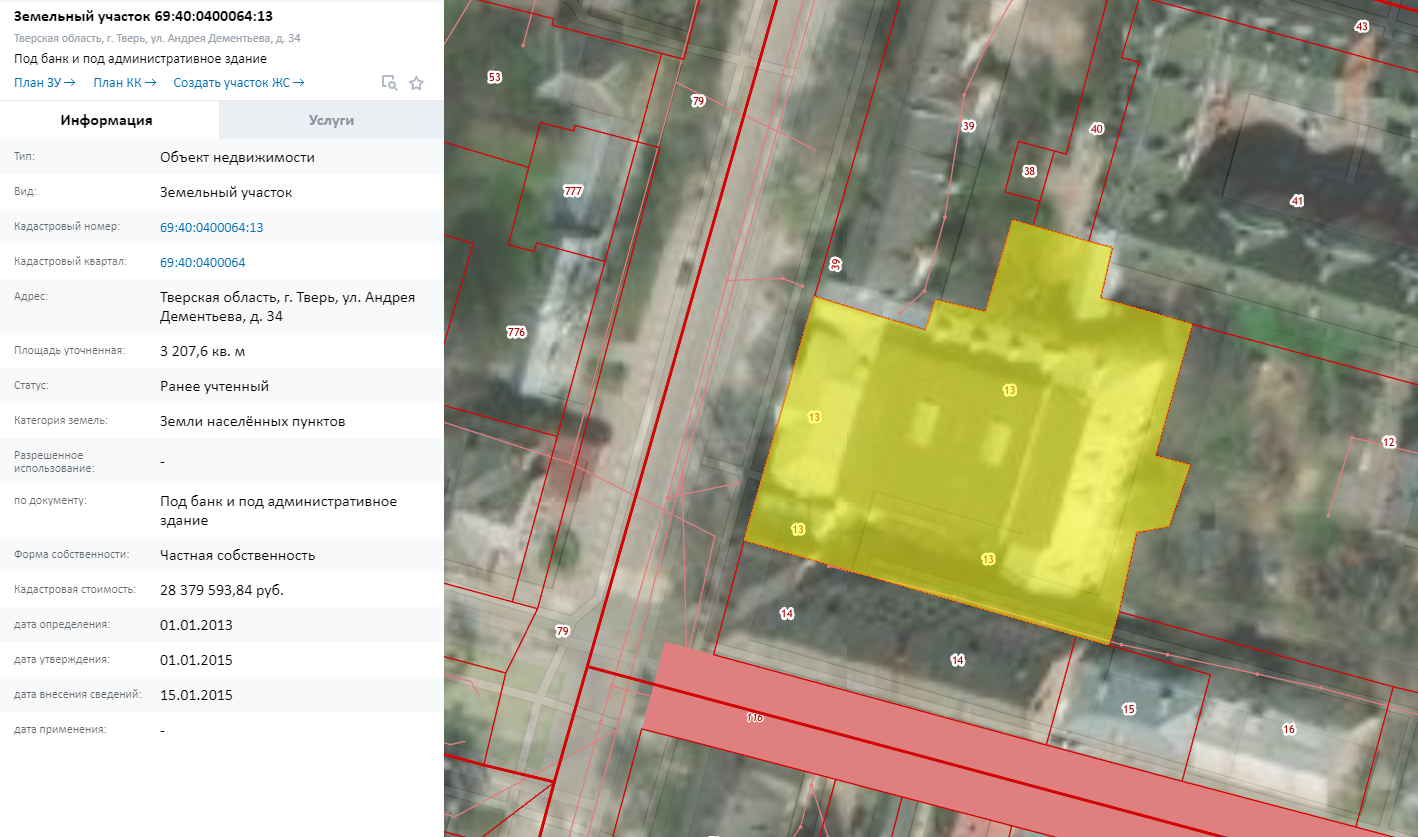 Земельный участок 69:40:0400064:13
Тверская область, г. Тверь, ул. Андрея Дементьева, д. 34
Под банк и под административное здание
План ЗУ → План КК → Создать участок ЖС →
Информация Услуги
Тип: Объект недвижимости
Вид: Земельный участок
Кадастровый номер: 69:40:0400064:13
Кадастровый квартал: 69:40:0400064
Адрес: Тверская область, г. Тверь, ул. Андрея
Дементьева, д. 34
Площадь уточненная: 3 207,6 кв. м
Статус: Ранее учтенный
Категория земель: Земли населённых пунктов
Разрешенное
использование: -
по документу: Под банк и под административное
здание
Форма собственности: Частная собственность
Кадастровая стоимость: 28 379 593,84 руб.
дата определения: 01.01.2013
дата утверждения: 01.01.2015
дата внесения сведений: 15.01.2015
дата применения: -
43
53
79
39
40
38
777
41
39
776
13
13
12
13
13
14
79
14
15
116
16